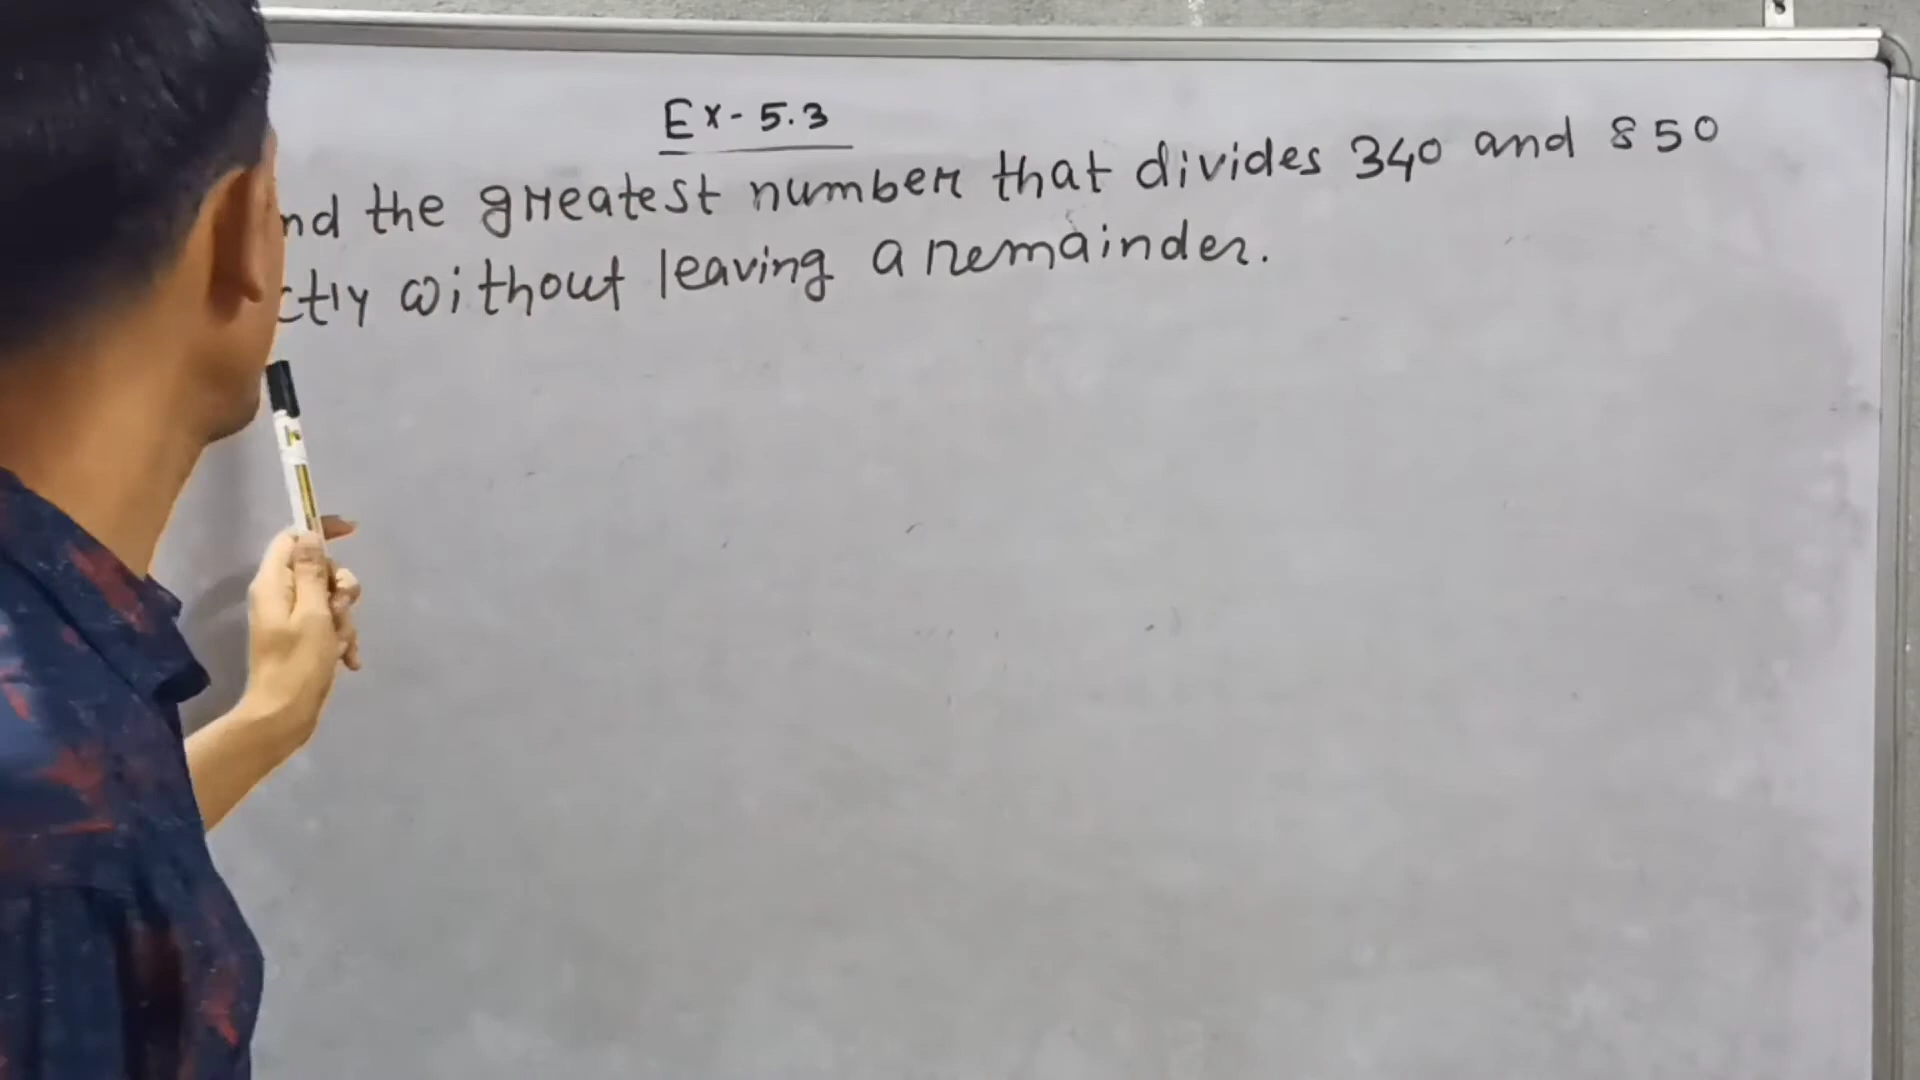 Ex- 5.3
nd the greatest number that divides 340 and 850
ctly without leaving a remainder.